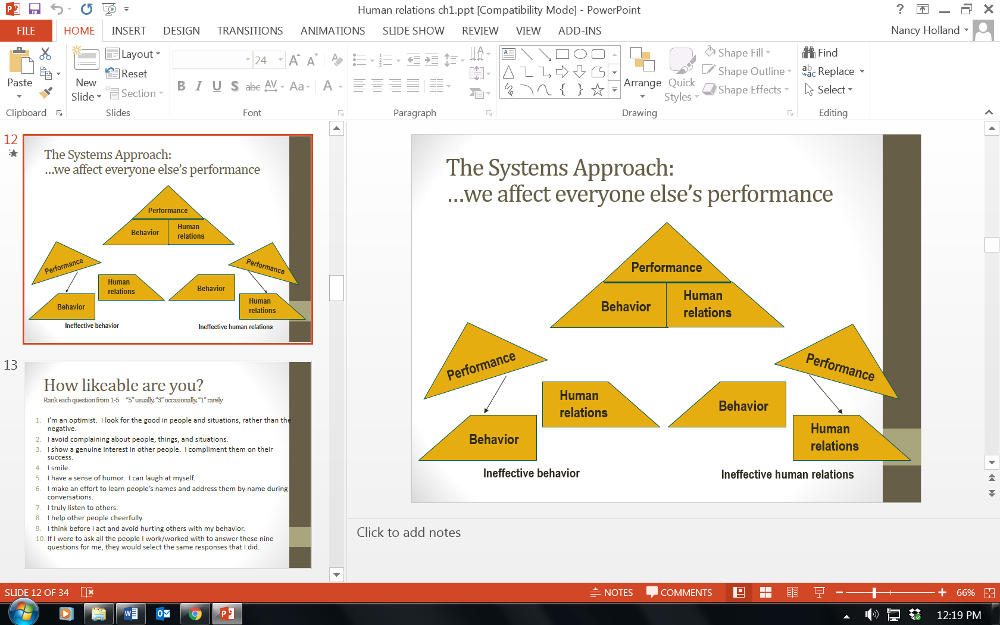 Human relations ch1.ppt [Compatibility Mode] - PowerPoint
?
FILE
HOME
INSERT
DESIGN
TRANSITIONS
ANIMATIONS
SLIDE SHOW
REVIEW
VIEW
ADD-INS
Nancy Holland
Paste
New
Slide
Layout
Reset
Section
24
B I U S abc AV Aa A
Arrange
Quick
Styles
Shape Fill
Shape Outline
Shape Effects
Find
Replace
Select
Clipboard
Slides
Font
Paragraph
Drawing
Editing
12
The Systems Approach:
...we affect everyone else's performance
Performance
Behavior
Human
relations
Performance
Performance
Human
relations
Behavior
Behavior
Human
relations
Ineffective behavior
Ineffective human relations
13
How likeable are you?
Rank each question from 1-5 "5" usually, "3" occasionally, "1" rarely
1. I'm an optimist. I look for the good in people and situations, rather than the
negative.
2. I avoid complaining about people, things, and situations.
3. I show a genuine interest in other people. I compliment them on their
success.
4. I smile.
5. I have a sense of humor. I can laugh at myself.
6. I make an effort to learn people's names and address them by name during
conversations.
7. I truly listen to others.
8. I help other people cheerfully.
9. I think before I act and avoid hurting others with my behavior.
10. If I were to ask all the people I work/worked with to answer these nine
questions for me, they would select the same responses that I did.
The Systems Approach:
...we affect everyone else's performance
Performance
Behavior
Human
relations
Performance
Performance
Human
relations
Behavior
Behavior
Human
relations
Ineffective behavior
Ineffective human relations
Click to add notes
SLIDE 12 OF 34
NOTES
COMMENTS
66%
12:19 PM